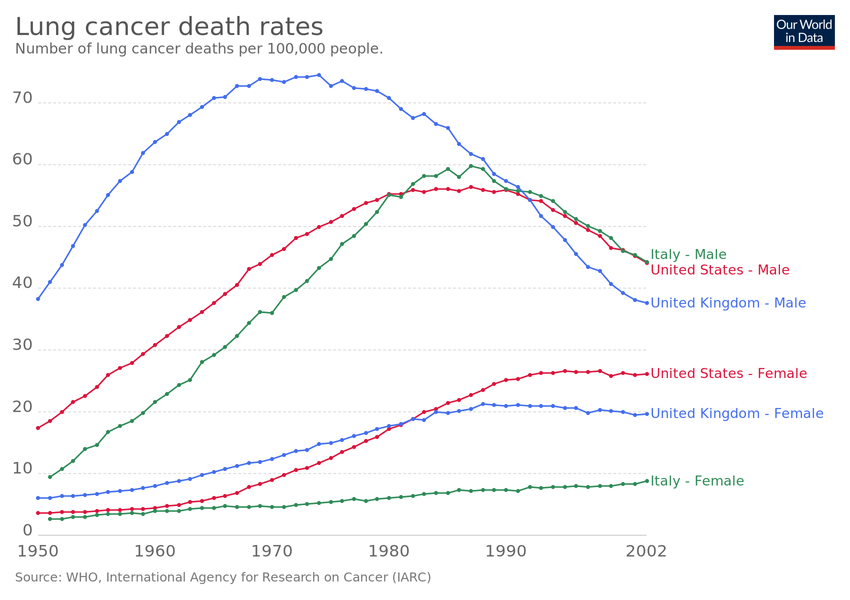 Lung cancer death rates
Number of lung cancer deaths per 100,000 people.
Our World
in Data
70
60
50
40
30
20
10
0
Italy - Male
United States - Male
United Kingdom - Male
United States - Female
United Kingdom - Female
Italy - Female
1950 1960 1970 1980 1990 2002
Source: WHO, International Agency for Research on Cancer (IARC)